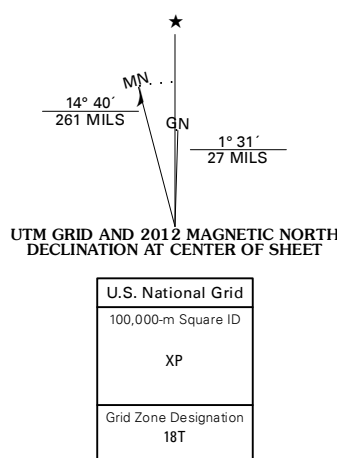 ★
MN
14° 40´
261 MILS
GN
1° 31´
27 MILS
UTM GRID AND 2012 MAGNETIC NORTH
DECLINATION AT CENTER OF SHEET
U.S. National Grid
100,000-m Square ID
XP
Grid Zone Designation
18T